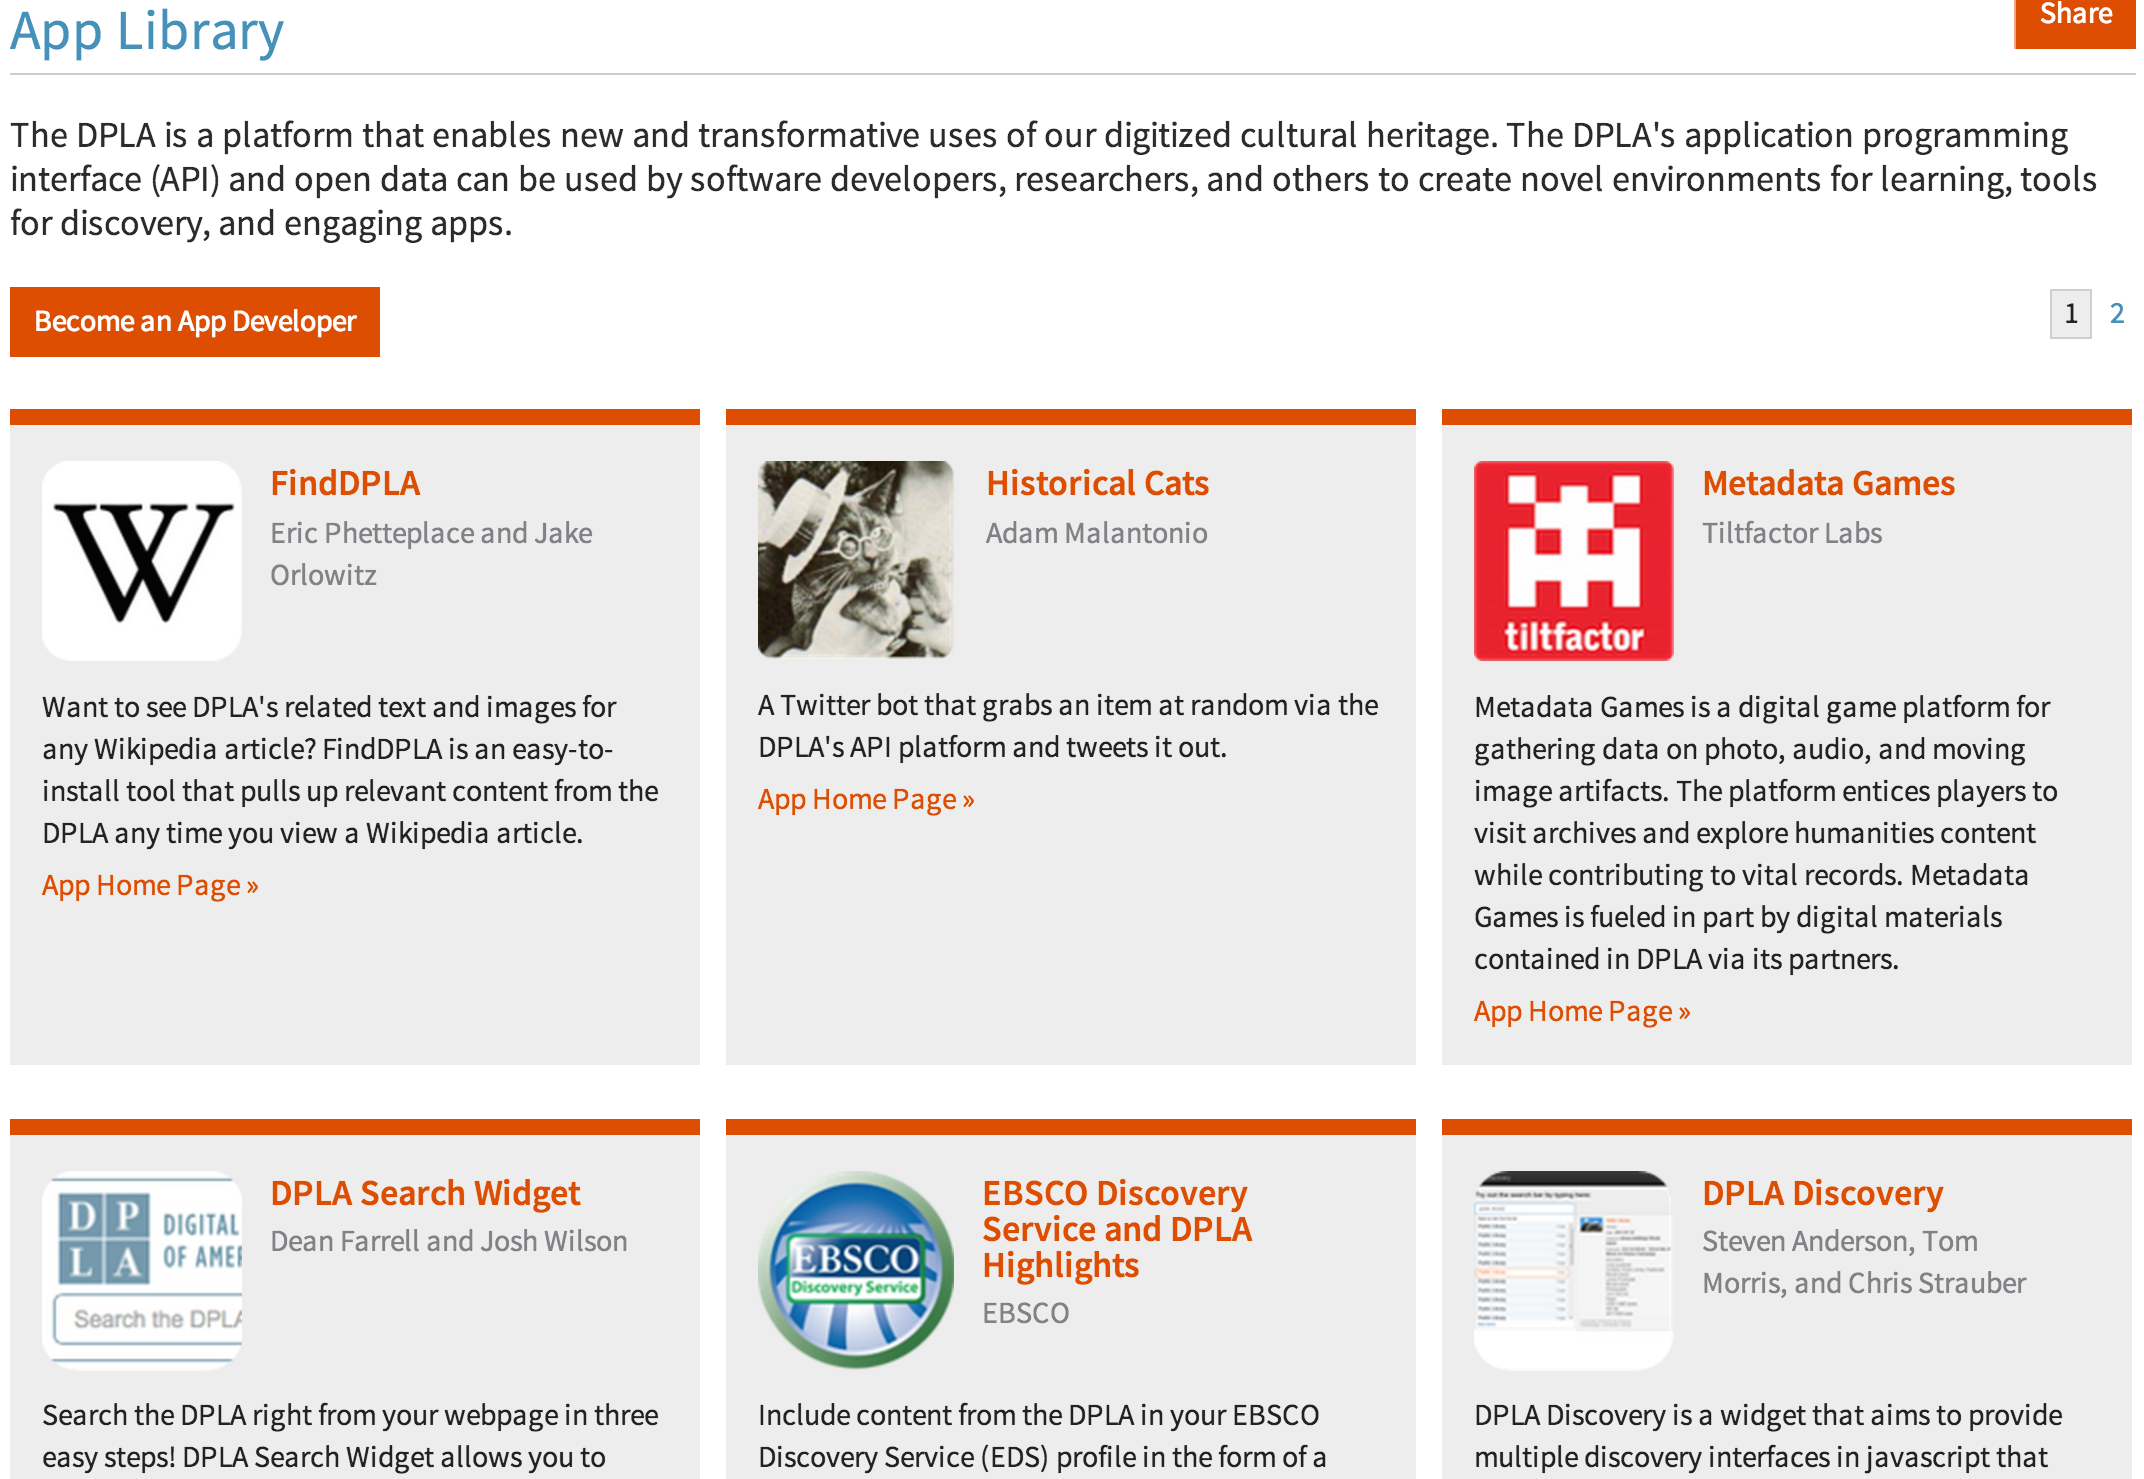 App Library
Share
The DPLA is a platform that enables new and transformative uses of our digitized cultural heritage. The DPLA's application programming
interface (API) and open data can be used by software developers, researchers, and others to create novel environments for learning, tools
for discovery, and engaging apps.
Become an App Developer
1 2
W
FindDPLA
Eric Phetteplace and Jake
Orlowitz
Want to see DPLA's related text and images for
any Wikipedia article? FindDPLA is an easy-to-
install tool that pulls up relevant content from the
DPLA any time you view a Wikipedia article.
App Home Page »
Historical Cats
Adam Malantonio
A Twitter bot that grabs an item at random via the
DPLA's API platform and tweets it out.
App Home Page »
tiltfactor
Metadata Games
Tiltfactor Labs
Metadata Games is a digital game platform for
gathering data on photo, audio, and moving
image artifacts. The platform entices players to
visit archives and explore humanities content
while contributing to vital records. Metadata
Games is fueled in part by digital materials
contained in DPLA via its partners.
App Home Page »
D P
L A
DIGITAL
OF AMER
Search the DPLA
DPLA Search Widget
Dean Farrell and Josh Wilson
Search the DPLA right from your webpage in three
easy steps! DPLA Search Widget allows you to
EBSCO
Discovery Service
EBSCO Discovery
Service and DPLA
Highlights
EBSCO
Include content from the DPLA in your EBSCO
Discovery Service (EDS) profile in the form of a
Try out the search bar by typing here:
DPLA Discovery
Steven Anderson, Tom
Morris, and Chris Strauber
DPLA Discovery is a widget that aims to provide
multiple discovery interfaces in javascript that